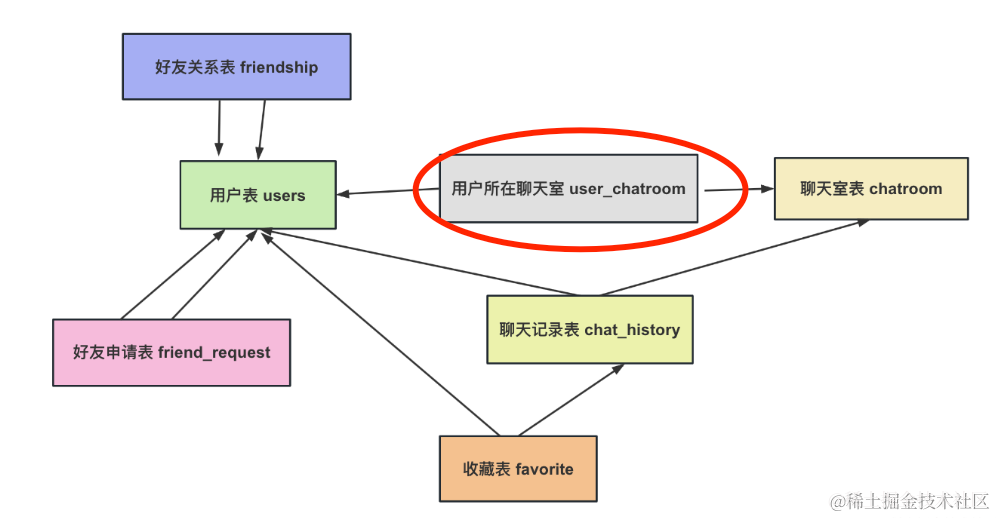 好友关系表 friendship
用户表 users
用户所在聊天室 user_chatroom
聊天室表 chatroom
聊天记录表 chat_history
好友申请表 friend_request
收藏表 favorite
@稀土掘金技术社区